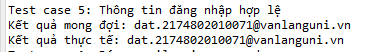 Test case 5: Thông tin đăng nhập hợp lệ
Kết quả mong đợi: dat.2174802010071@vanlanguni.vn
Kết quả thực tế: dat.2174802010071@vanlanguni.vn